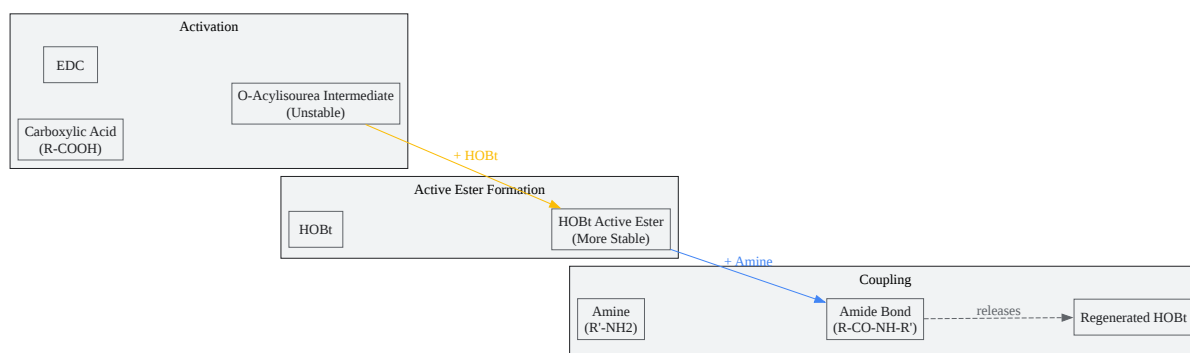 Activation
EDC
O-Acylisourea Intermediate
(Unstable)
Carboxylic Acid
(R-COOH)
+ HOBt
Active Ester Formation
HOBt
HOBt Active Ester
(More Stable)
+ Amine
Coupling
Amine
(R'-NH2)
Amide Bond
(R-CO-NH-R')
releases
Regenerated HOBt